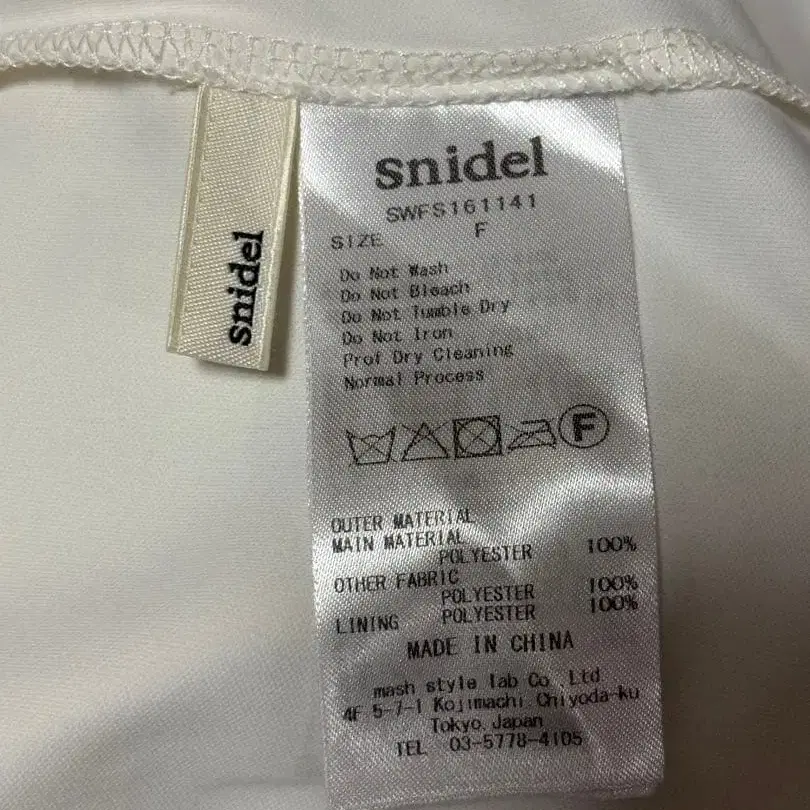 snidel
snidel
SWFS161141
SIZE F
Do Not Wash
Do Not Bleach
Do Not Tumble Dry
Do Not Iron
Prof Dry Cleaning
Normal Process
F
OUTER MATERIAL
MAIN MATERIAL
POLYESTER 100%
OTHER FABRIC
POLYESTER 100%
LINING POLYESTER 100%
MADE IN CHINA
mash style lab Co. Ltd
4F 5-7-1 Kojimachi Chiyoda-ku
Tokyo Japan
TEL 03-5778-4105